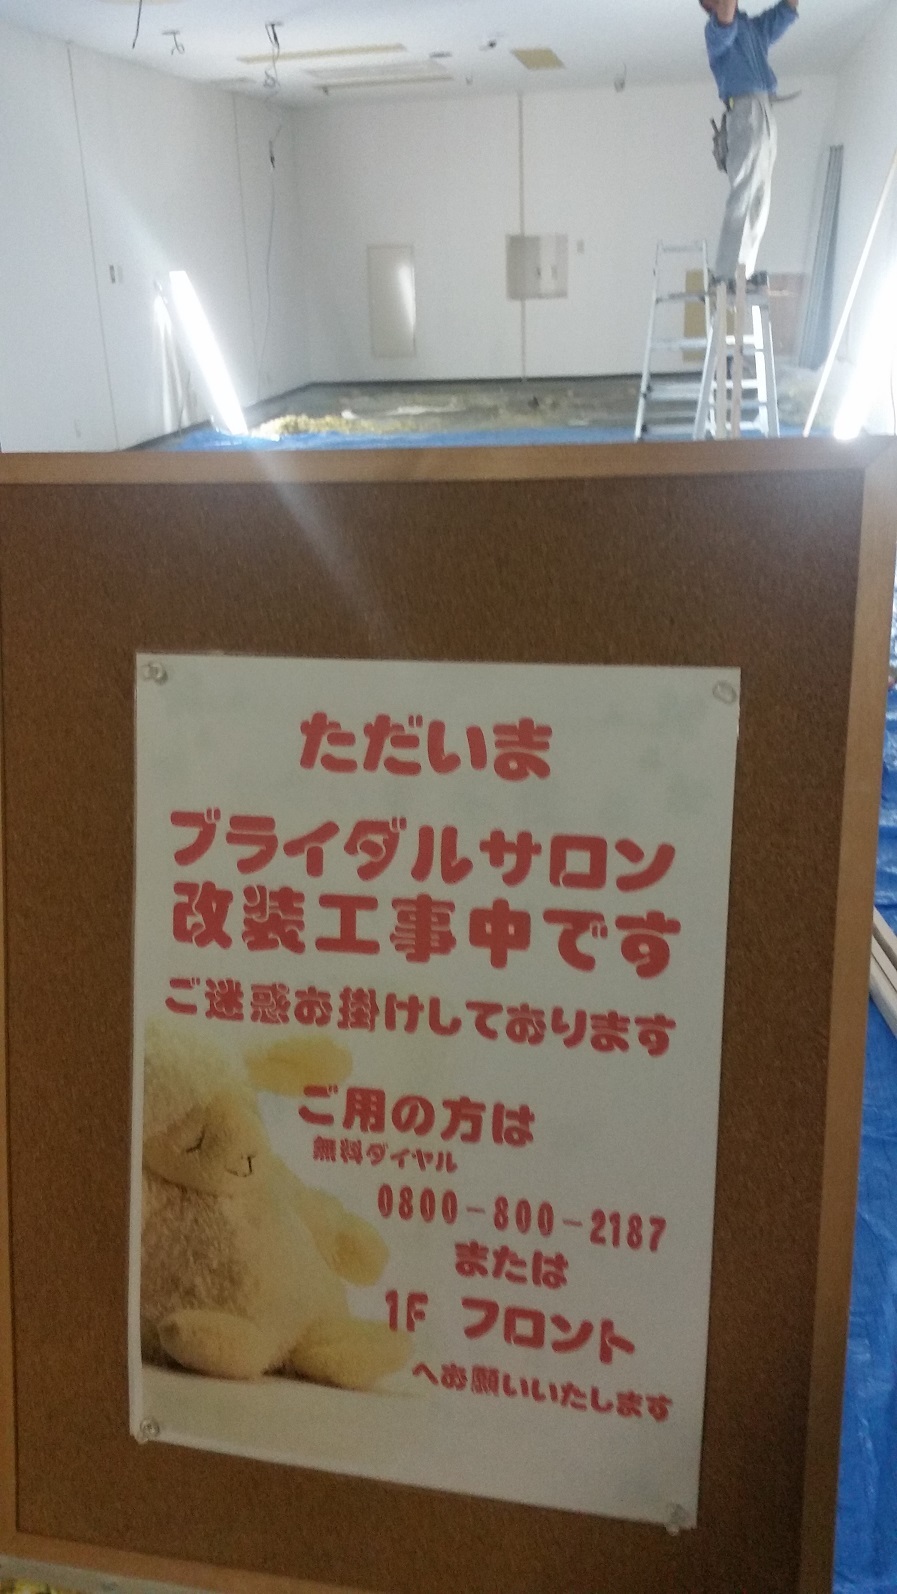 ただいま
ブライダルサロン
改装工事中です
ご迷惑お掛けしております
ご用の方は
無料ダイヤル
0800-800-2187
または
1F フロント
へお願いいたします